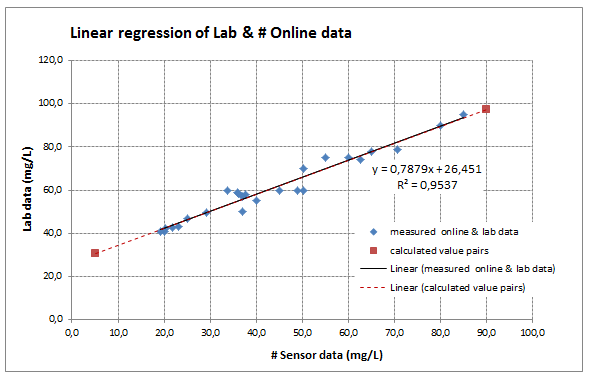 Linear regression of Lab & # Online data
120,0
100,0
80,0
60,0
40,0
20,0
0,0
Lab data (mg/L)
y = 0,7879x + 26,451
R² = 0,9537
measured online & lab data
calculated value pairs
Linear (measured online & lab data)
Linear (calculated value pairs)
0,0 10,0 20,0 30,0 40,0 50,0 60,0 70,0 80,0 90,0 100,0
# Sensor data (mg/L)